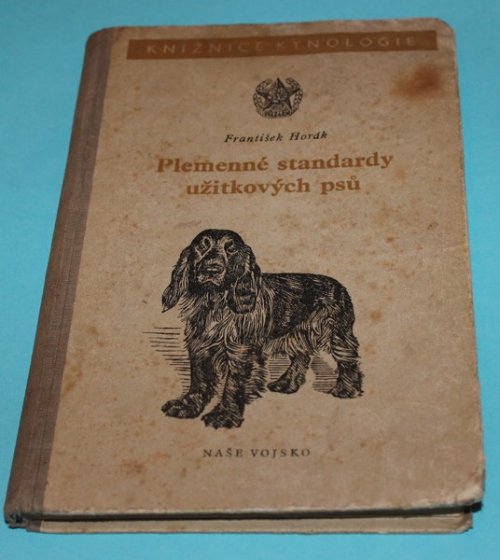 KNIŽNICE KYNOLOGIE
František Horák
Plemenné standardy
užitkových psů
NAŠE VOJSKO